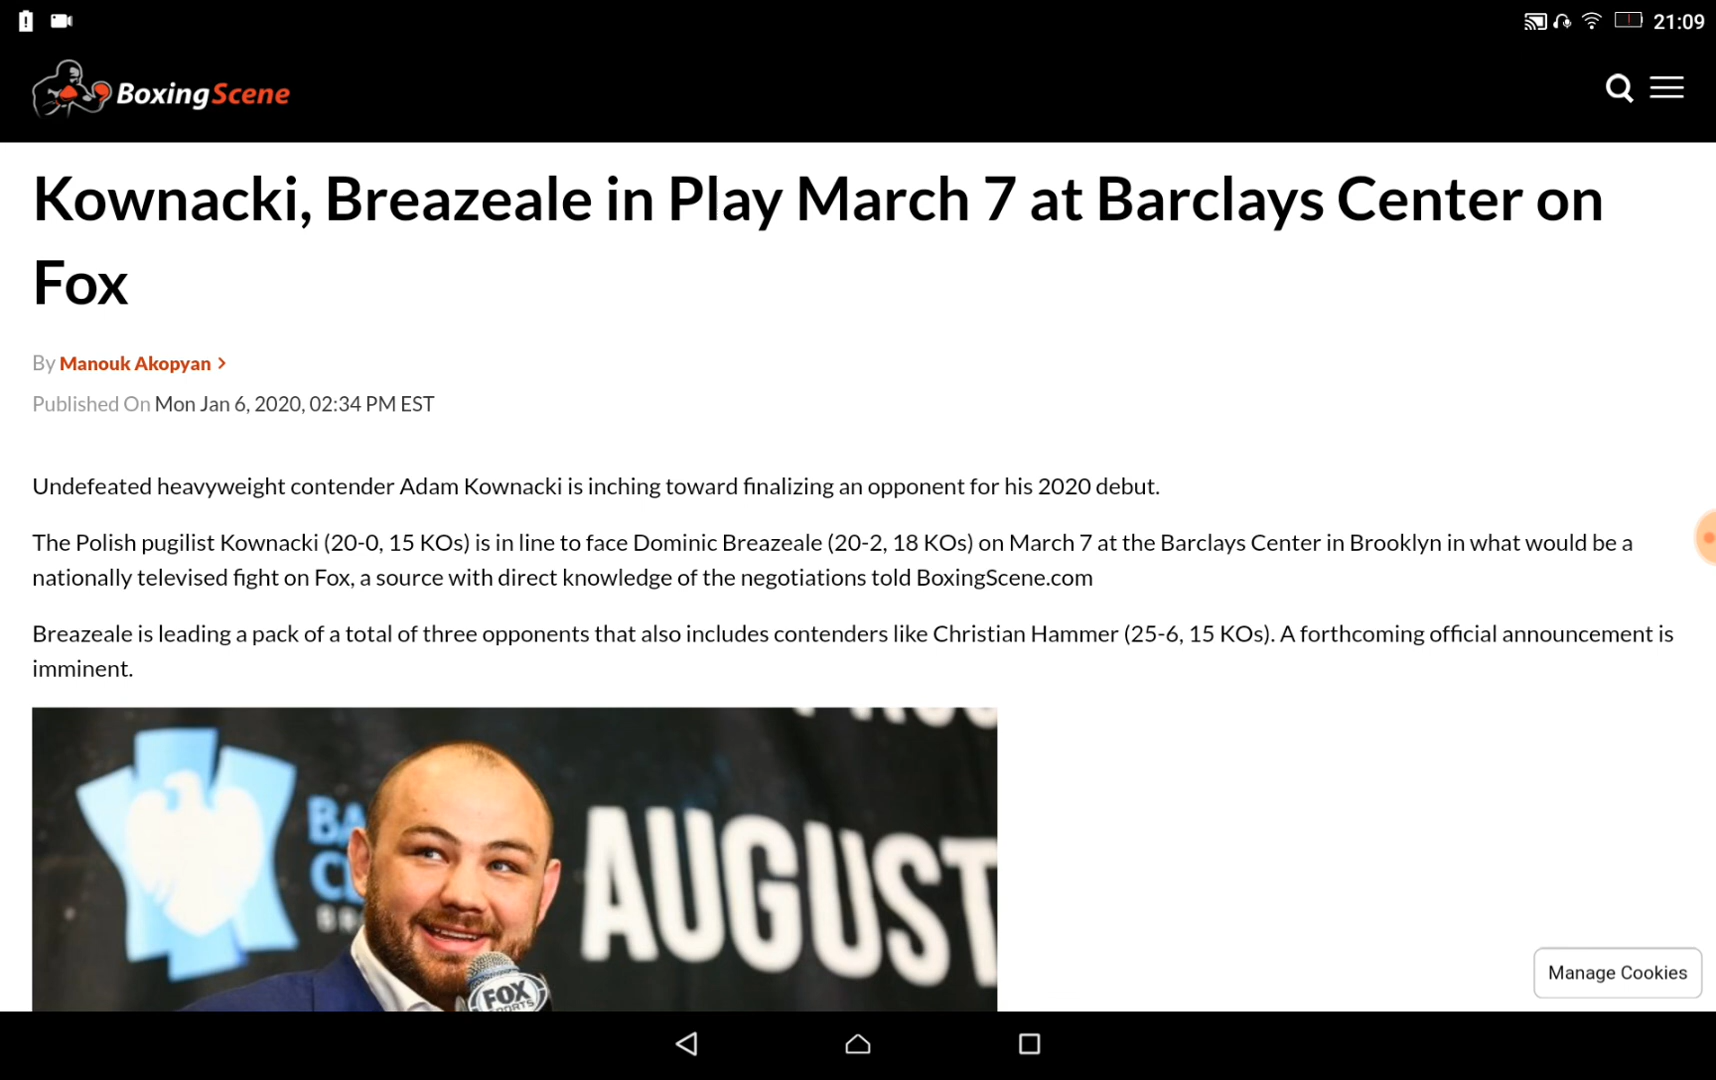 21:09
BoxingScene
Kownacki, Breazeale in Play March 7 at Barclays Center on
Fox
By Manouk Akopyan >
Published On Mon Jan 6, 2020, 02:34 PM EST
Undefeated heavyweight contender Adam Kownacki is inching toward finalizing an opponent for his 2020 debut.
The Polish pugilist Kownacki (20-0, 15 KOs) is in line to face Dominic Breazeale (20-2, 18 KOs) on March 7 at the Barclays Center in Brooklyn in what would be a
nationally televised fight on Fox, a source with direct knowledge of the negotiations told BoxingScene.com
Breazeale is leading a pack of a total of three opponents that also includes contenders like Christian Hammer (25-6, 15 KOs). A forthcoming official announcement is
imminent.
BA
AUGUST
FOX
SPORTS
Manage Cookies